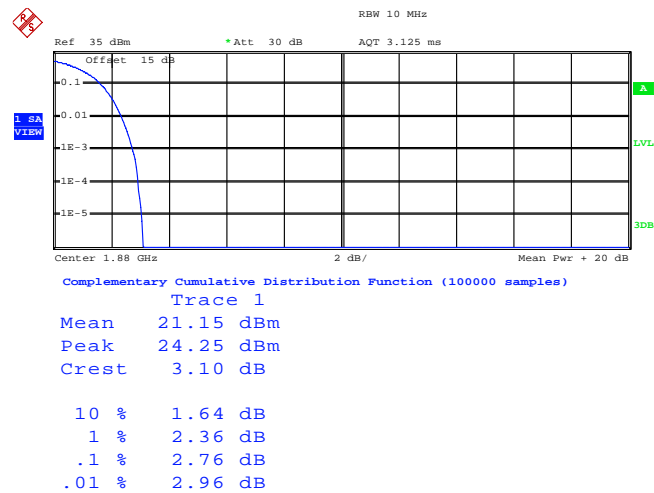 R
S
RBW 10 MHz
Ref 35 dBm *Att 30 dB AQT 3.125 ms
Offset 15 dB
0.1
0.01
1E-3
1E-4
1E-5
A
1 SA
VIEW
LVL
3DB
Center 1.88 GHz 2 dB/ Mean Pwr + 20 dB
Complementary Cumulative Distribution Function (100000 samples)
Trace 1
Mean 21.15 dBm
Peak 24.25 dBm
Crest 3.10 dB
10 % 1.64 dB
1 % 2.36 dB
.1 % 2.76 dB
.01 % 2.96 dB